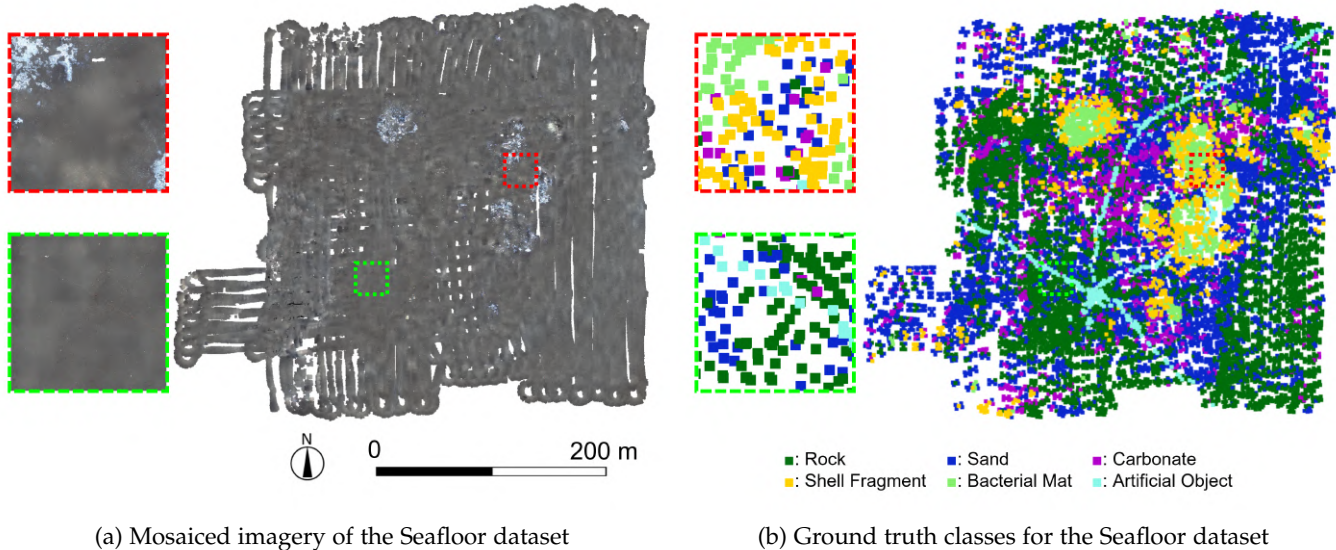 N
0
200 m
■: Rock ■: Sand ■: Carbonate
■: Shell Fragment ■: Bacterial Mat ■: Artificial Object
(a) Mosaiced imagery of the Seafloor dataset
(b) Ground truth classes for the Seafloor dataset